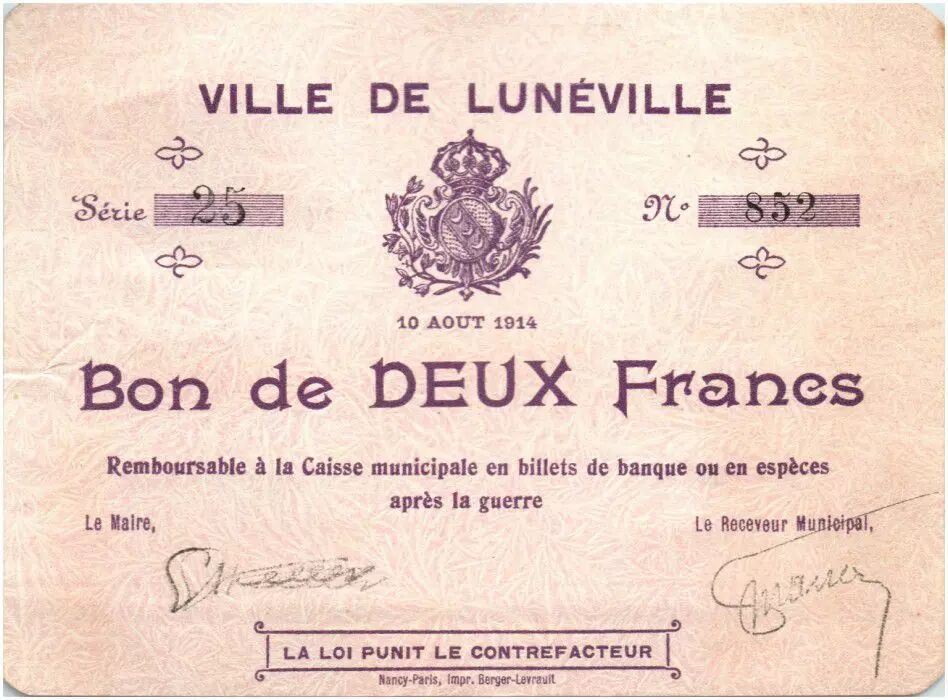 VILLE DE LUNÉVILLE
Série 25
N° 852
10 AOUT 1914
Bon de DEUX Francs
Remboursable à la Caisse municipale en billets de banque ou en espèces
après la guerre
Le Maire,
Le Receveur Municipal,
LA LOI PUNIT LE CONTREFACTEUR
Nancy-Paris, Impr. Berger-Levrault